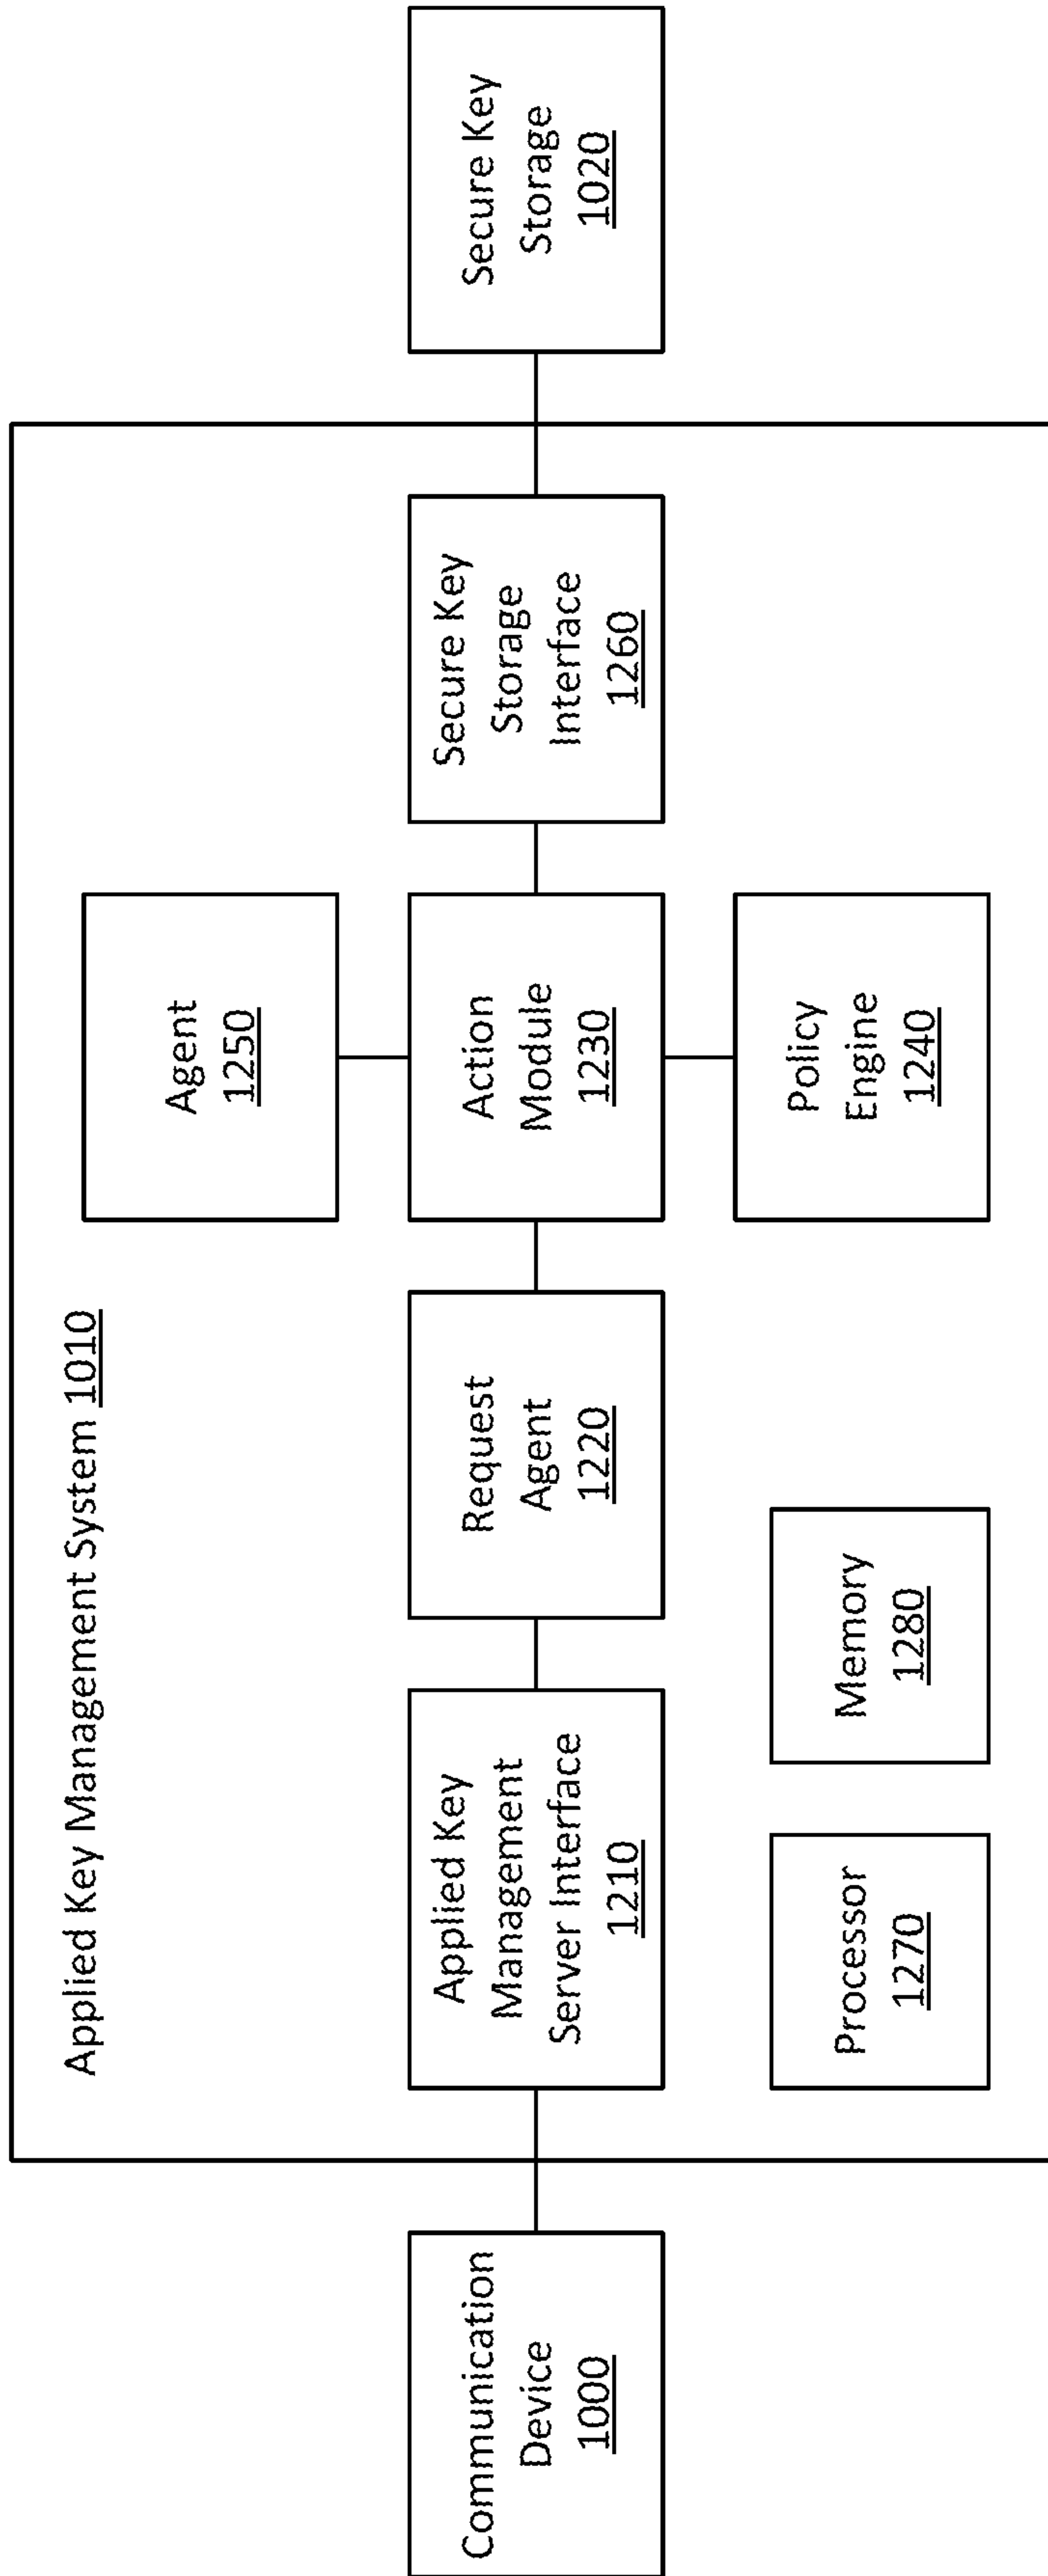 Applied Key Management System 1010
Communication
Device
1000
Applied Key
Management
Server Interface
1210
Request
Agent
1220
Agent
1250
Action
Module
1230
Policy
Engine
1240
Secure Key
Storage
Interface
1260
Secure Key
Storage
1020
Processor
1270
Memory
1280